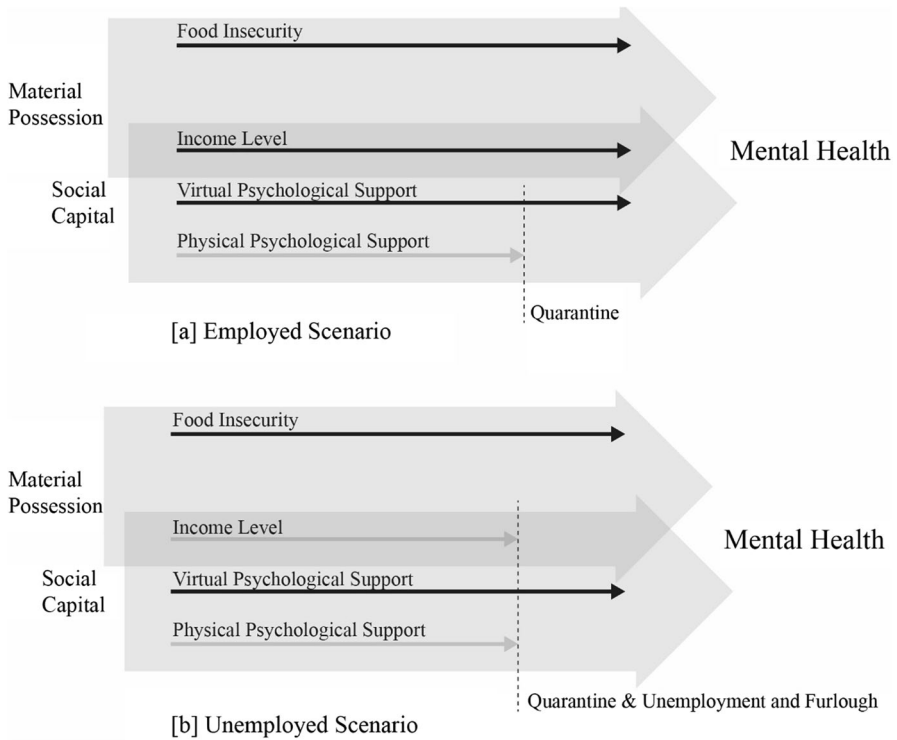 Food Insecurity
Material
Possession
Income Level
Mental Health
Social
Capital
Virtual Psychological Support
Physical Psychological Support
Quarantine
[a] Employed Scenario
Food Insecurity
Material
Possession
Income Level
Mental Health
Social
Capital
Virtual Psychological Support
Physical Psychological Support
Quarantine & Unemployment and Furlough
[b] Unemployed Scenario